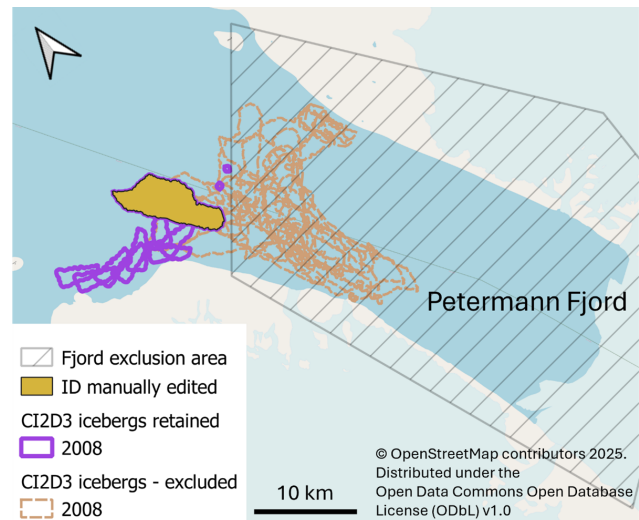 Petermann Fjord
Fjord exclusion area
ID manually edited
CI2D3 icebergs retained
2008
CI2D3 icebergs - excluded
2008
10 km
© OpenStreetMap contributors 2025.
Distributed under the
Open Data Commons Open Database
License (ODbL) v1.0